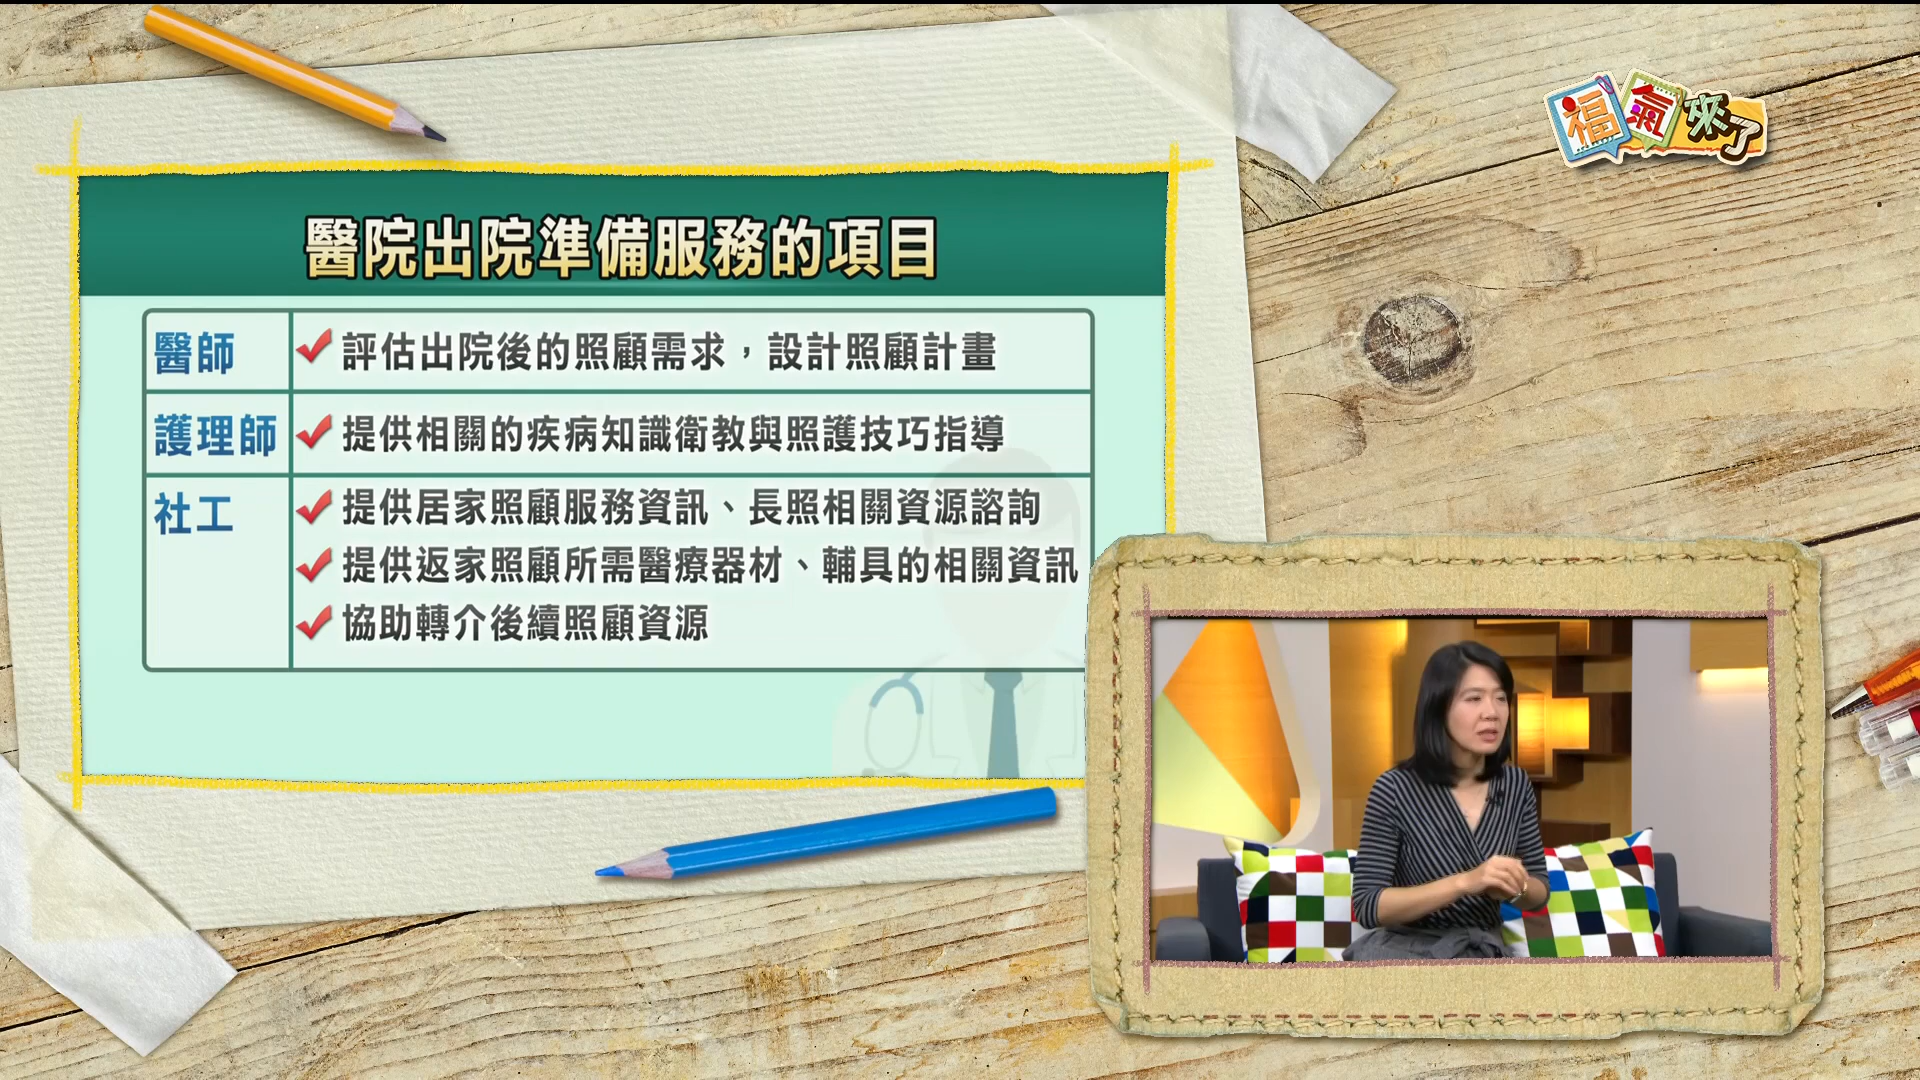 福氣來了
醫院出院準備服務的項目
醫師
評估出院後的照顧需求，設計照顧計畫
護理師
提供相關的疾病知識衛教與照護技巧指導
社工
提供居家照顧服務資訊、長照相關資源諮詢
提供返家照顧所需醫療器材、輔具的相關資訊
協助轉介後續照顧資源